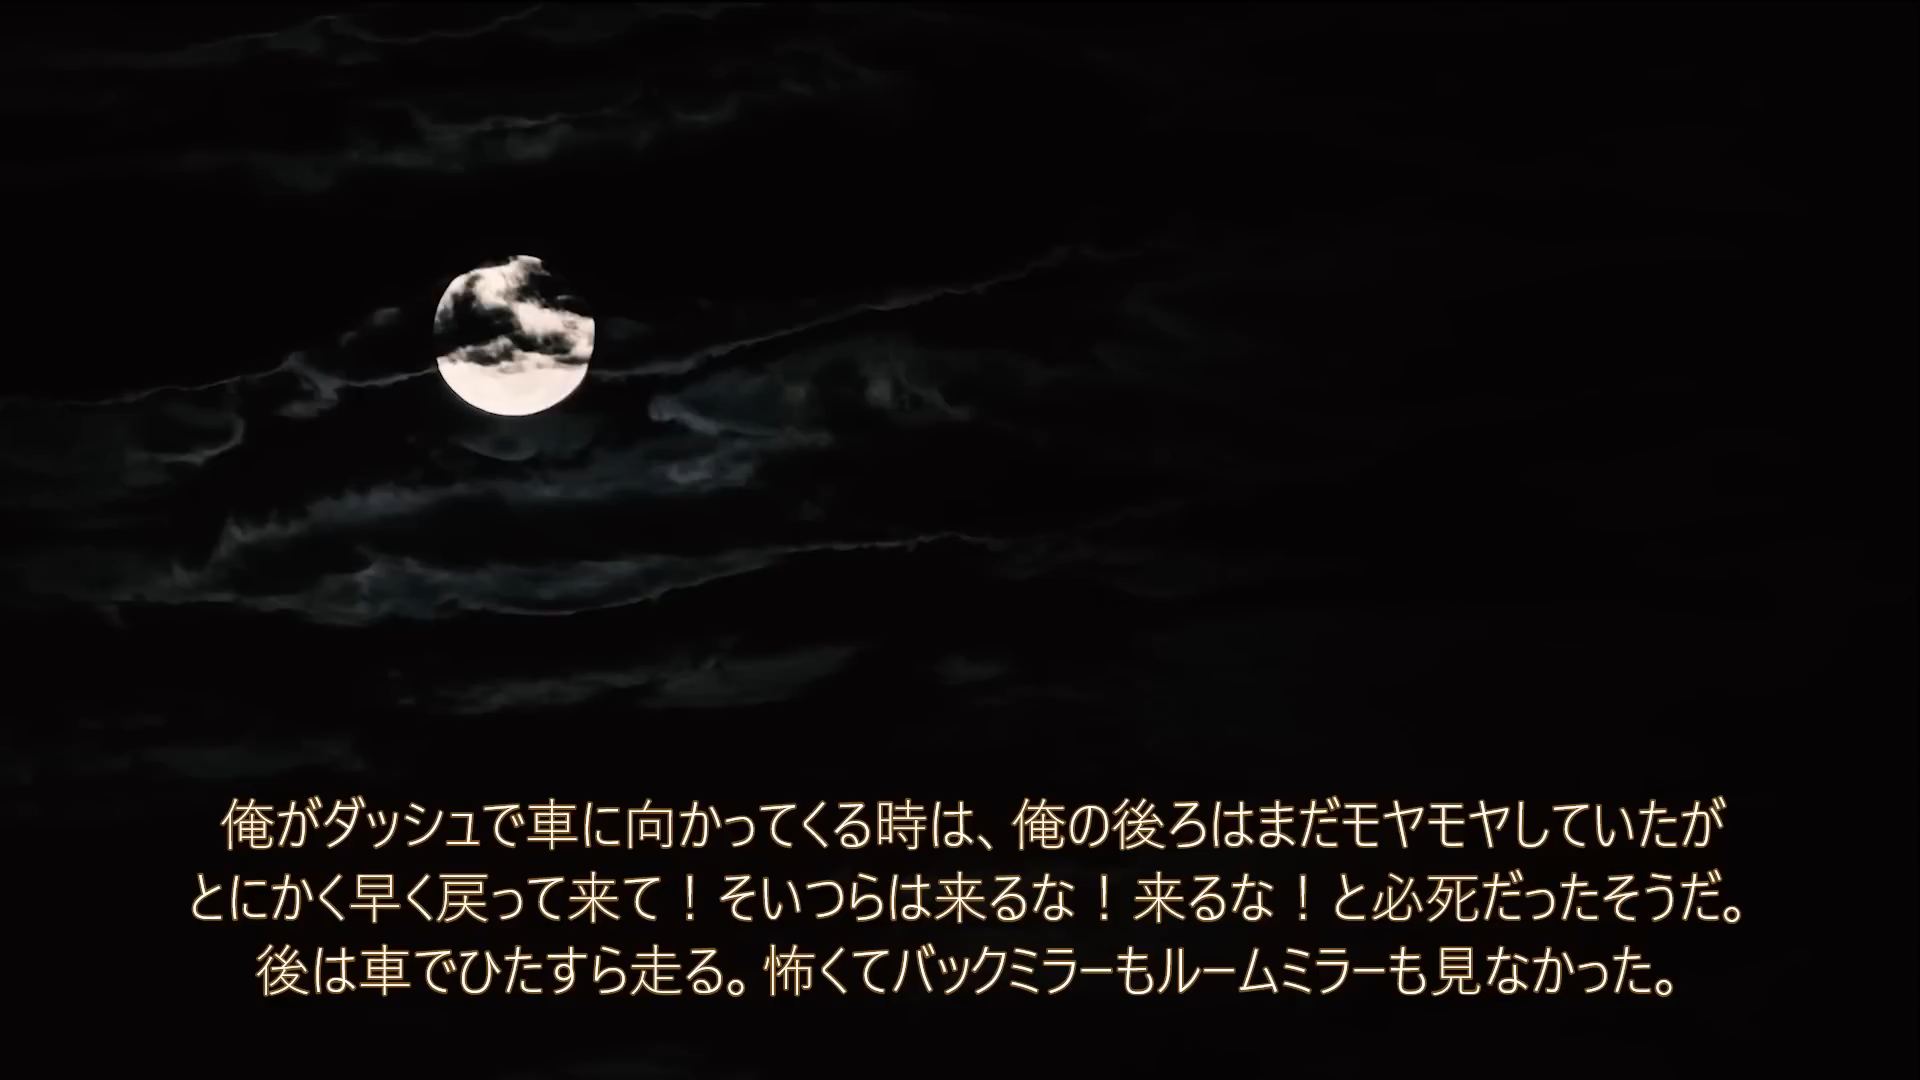 俺がダッシュで車に向かってくる時は、俺の後ろはまだモヤモヤしていたが
とにかく早く戻って来て！そいつらは来るな！来るな！と必死だったそうだ。
後は車でひたすら走る。怖くてバックミラーもルームミラーも見なかった。